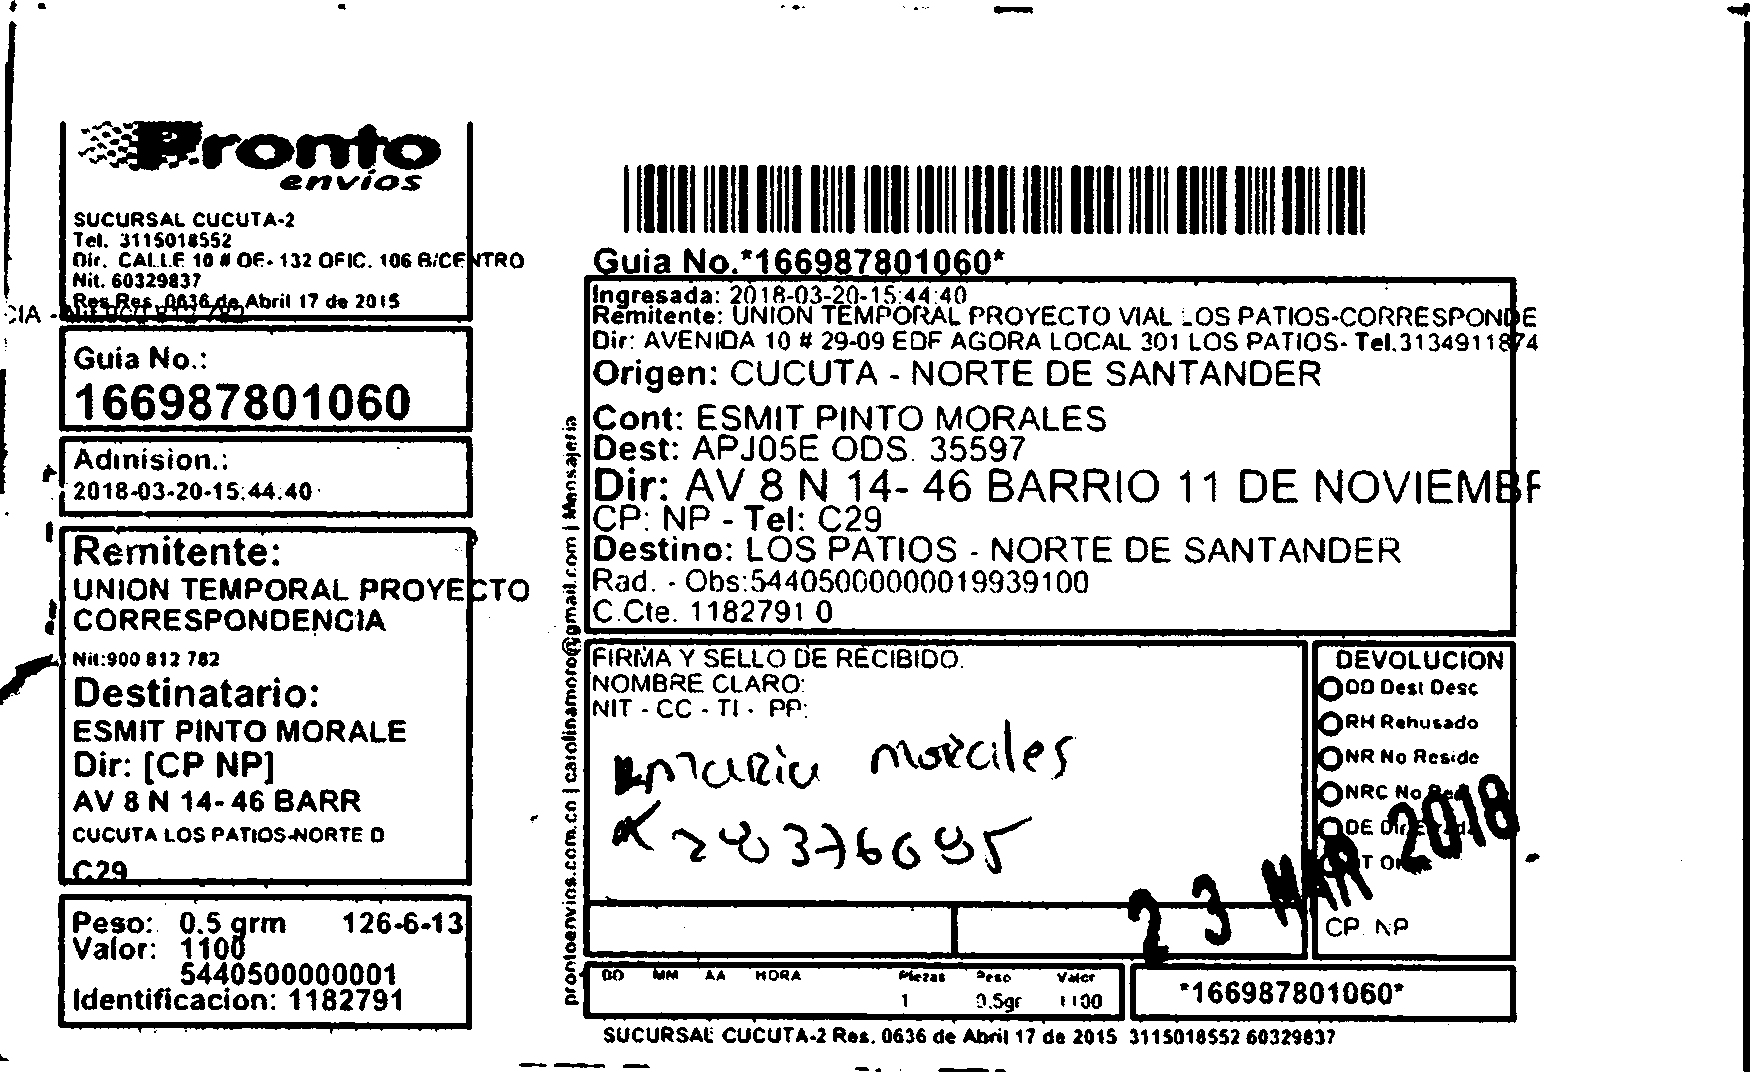 Pronto
envíos
SUCURSAL CUCUTA-2
Tel. 3115018552
Dir. CALLE 10 # OE- 132 OFIC. 106 B/CENTRO
Nit. 60329837
Res Res. 0636 de Abril 17 de 2015
Guia No.:
166987801060
Admision.:
2018-03-20-15:44:40
Remitente:
UNION TEMPORAL PROYECTO
CORRESPONDENCIA
Nit:900 812 782
Destinatario:
ESMIT PINTO MORALE
Dir: [CP NP]
AV 8 N 14- 46 BARR
CUCUTA LOS PATIOS-NORTE D
C29
Peso: 0.5 grm 126-6-13
Valor: 1100
5440500000001
Identificacion: 1182791
prontoenvios.com.co | carolinamoro@gmail.com | Mensajeria
Guia No.*166987801060*
Ingresada: 2018-03-20-15:44:40
Remitente: UNION TEMPORAL PROYECTO VIAL LOS PATIOS-CORRESPONDE
Dir: AVENIDA 10 # 29-09 EDF AGORA LOCAL 301 LOS PATIOS- Tel.3134911874
Origen: CUCUTA - NORTE DE SANTANDER
Cont: ESMIT PINTO MORALES
Dest: APJ05E ODS. 35597
Dir: AV 8 N 14- 46 BARRIO 11 DE NOVIEMBR
CP: NP - Tel: C29
Destino: LOS PATIOS - NORTE DE SANTANDER
Rad. - Obs:54405000000019939100
C.Cte. 1182791 0
FIRMA Y SELLO DE RECIBIDO.
NOMBRE CLARO:
NIT - CC - TI - PP:
maria morales
DEVOLUCION
DD Dest Desc
RH Rehusado
NR No Reside
NRC No
DE
CP. NP
23 MAR 2018
DD MM AA HORA Piezas Peso Valor
1 0.5gr 1100
*166987801060*
SUCURSAL CUCUTA-2 Res. 0636 de Abril 17 de 2015 3115018552 60329837